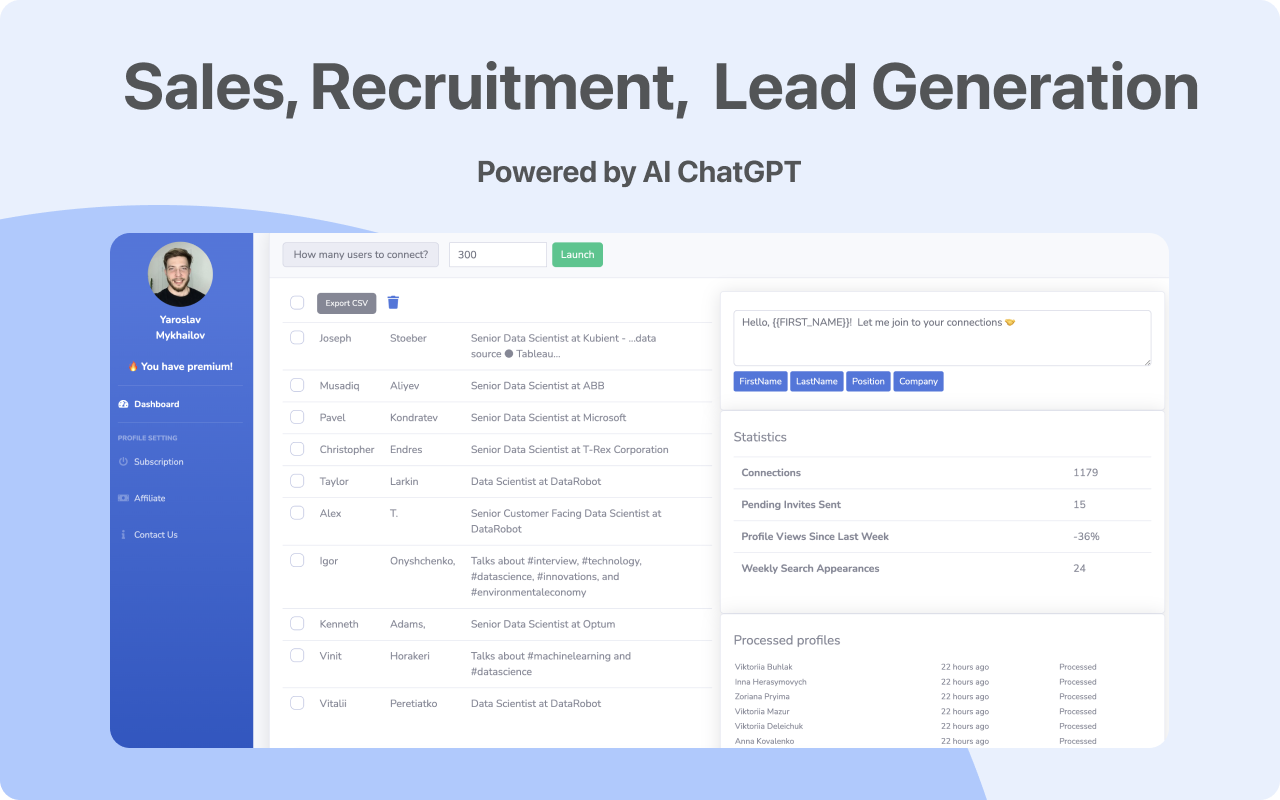 Sales, Recruitment, Lead Generation
Powered by AI ChatGPT
Yaroslav
Mykhailov
🔥 You have premium!
Dashboard
PROFILE SETTING
Subscription
Affiliate
Contact Us
How many users to connect? 300 Launch
Export CSV
Joseph Stoeber Senior Data Scientist at Kubient - ...data
source ● Tableau...
Musadiq Aliyev Senior Data Scientist at ABB
Pavel Kondratev Senior Data Scientist at Microsoft
Christopher Endres Senior Data Scientist at T-Rex Corporation
Taylor Larkin Data Scientist at DataRobot
Alex T. Senior Customer Facing Data Scientist at
DataRobot
Igor Onyshchenko, Talks about #interview, #technology,
#datascience, #innovations, and
#environmentaleconomy
Kenneth Adams, Senior Data Scientist at Optum
Vinit Horakeri Talks about #machinelearning and
#datascience
Vitalii Peretiatko Data Scientist at DataRobot
Hello, {{FIRST_NAME}}! Let me join to your connections 🤝
FirstName LastName Position Company
Statistics
Connections 1179
Pending Invites Sent 15
Profile Views Since Last Week -36%
Weekly Search Appearances 24
Processed profiles
Viktoriia Buhlak 22 hours ago Processed
Inna Herasymovych 22 hours ago Processed
Zoriana Pryima 22 hours ago Processed
Viktoriia Mazur 22 hours ago Processed
Viktoriia Deleichuk 22 hours ago Processed
Anna Kovalenko 22 hours ago Processed